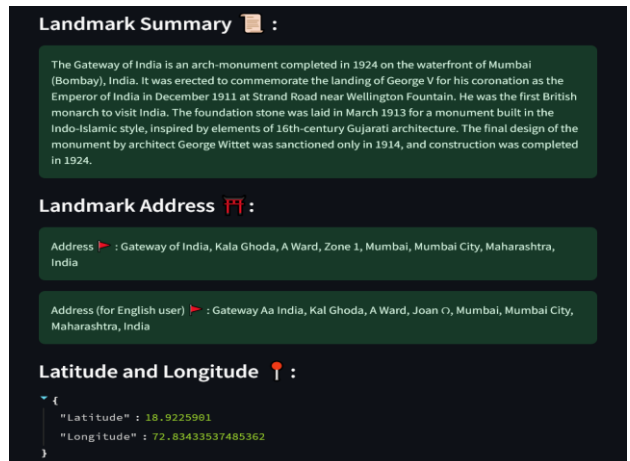 Landmark Summary 📜 :
The Gateway of India is an arch-monument completed in 1924 on the waterfront of Mumbai
(Bombay), India. It was erected to commemorate the landing of George V for his coronation as the
Emperor of India in December 1911 at Strand Road near Wellington Fountain. He was the first British
monarch to visit India. The foundation stone was laid in March 1913 for a monument built in the
Indo-Islamic style, inspired by elements of 16th-century Gujarati architecture. The final design of the
monument by architect George Wittet was sanctioned only in 1914, and construction was completed
in 1924.
Landmark Address ⛩️ :
Address 🚩 : Gateway of India, Kala Ghoda, A Ward, Zone 1, Mumbai, Mumbai City, Maharashtra,
India
Address (for English user) 🚩 : Gateway Aa India, Kal Ghoda, A Ward, Joan ೧, Mumbai, Mumbai City,
Maharashtra, India
Latitude and Longitude 📍 :
{
"Latitude" : 18.9225901
"Longitude" : 72.83433537485362
}